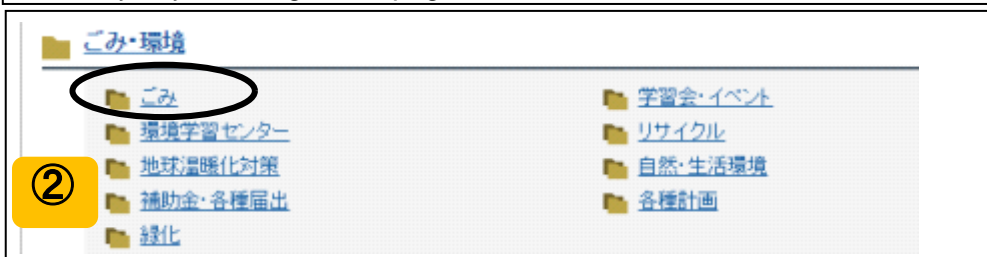 ごみ・環境
ごみ
学習会・イベント
環境学習センター
リサイクル
地球温暖化対策
自然・生活環境
②
補助金・各種届出
各種計画
緑化